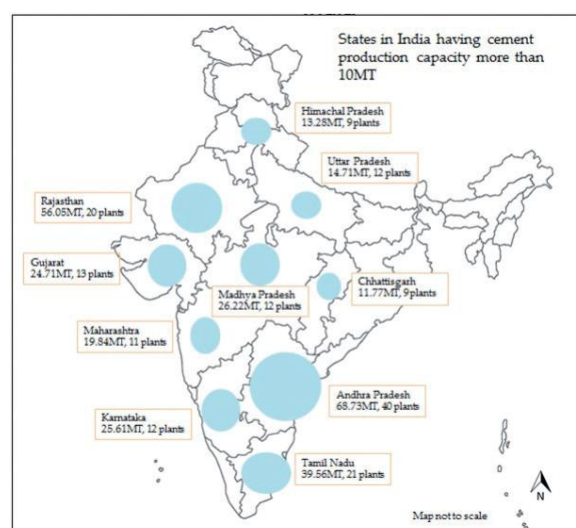 States in India having cement
production capacity more than
10MT
Himachal Pradesh
13.28MT, 9 plants
Uttar Pradesh
14.71MT, 12 plants
Rajasthan
56.05MT, 20 plants
Gujarat
24.71MT, 13 plants
Madhya Pradesh
26.22MT, 12 plants
Chhattisgarh
11.77MT, 9 plants
Maharashtra
19.84MT, 11 plants
Andhra Pradesh
68.73MT, 40 plants
Karnataka
25.61MT, 12 plants
Tamil Nadu
39.56MT, 21 plants
N
Map not to scale